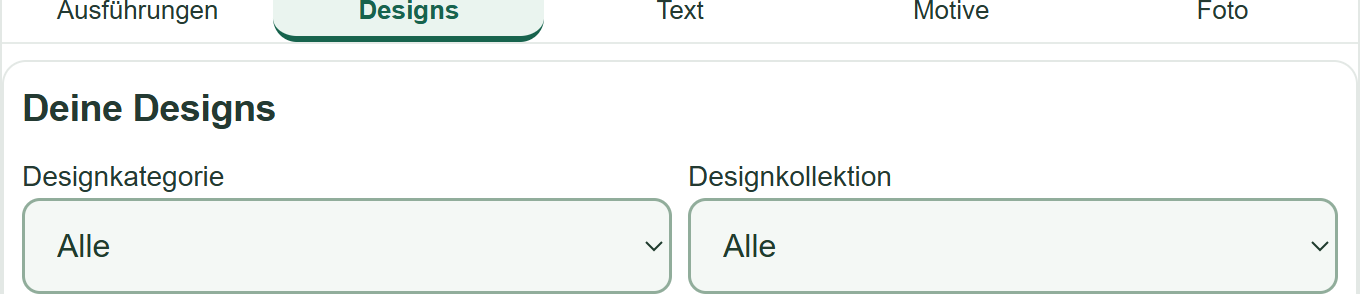 Ausführungen Designs Text Motive Foto
Deine Designs
Designkategorie Designkollektion
Alle Alle